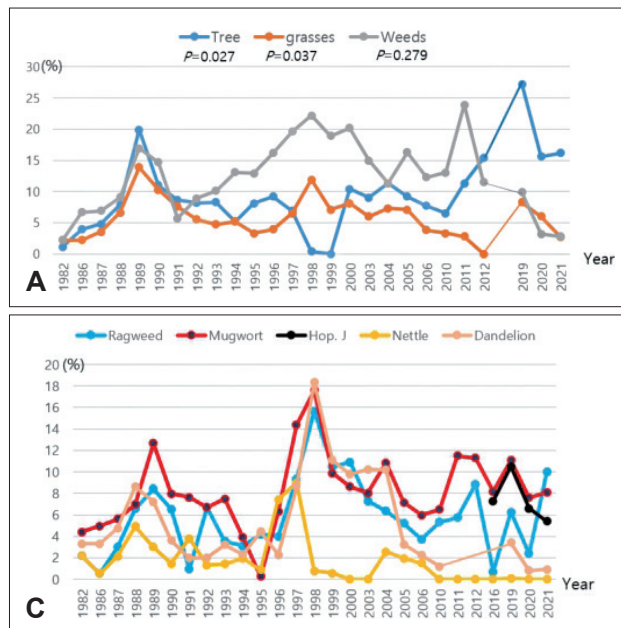 Tree grasses Weeds
P=0.027 P=0.037 P=0.279
30 (%)
25
20
15
10
5
0
1982 1986 1987 1988 1989 1990 1991 1992 1993 1994 1995 1996 1997 1998 1999 2000 2003 2004 2005 2006 2010 2011 2012 2019 2020 2021
Year
A
Ragweed Mugwort Hop. J Nettle Dandelion
20 (%)
18
16
14
12
10
8
6
4
2
0
1982 1986 1987 1988 1989 1990 1991 1992 1993 1994 1995 1996 1997 1998 1999 2000 2003 2004 2005 2006 2010 2011 2012 2016 2019 2020 2021
Year
C